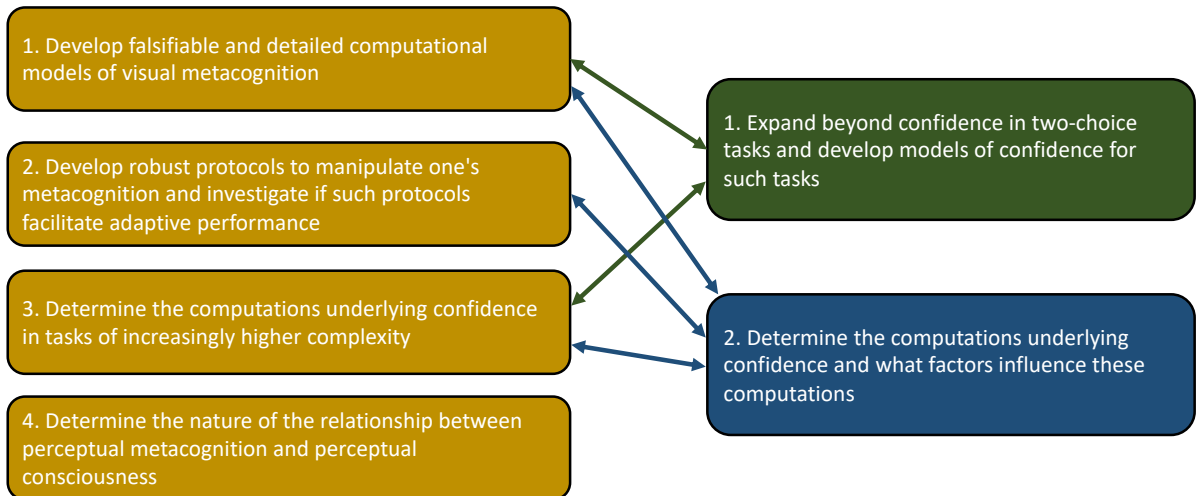 1. Develop falsifiable and detailed computational
models of visual metacognition
2. Develop robust protocols to manipulate one's
metacognition and investigate if such protocols
facilitate adaptive performance
3. Determine the computations underlying confidence
in tasks of increasingly higher complexity
4. Determine the nature of the relationship between
perceptual metacognition and perceptual
consciousness
1. Expand beyond confidence in two-choice
tasks and develop models of confidence for
such tasks
2. Determine the computations underlying
confidence and what factors influence these
computations